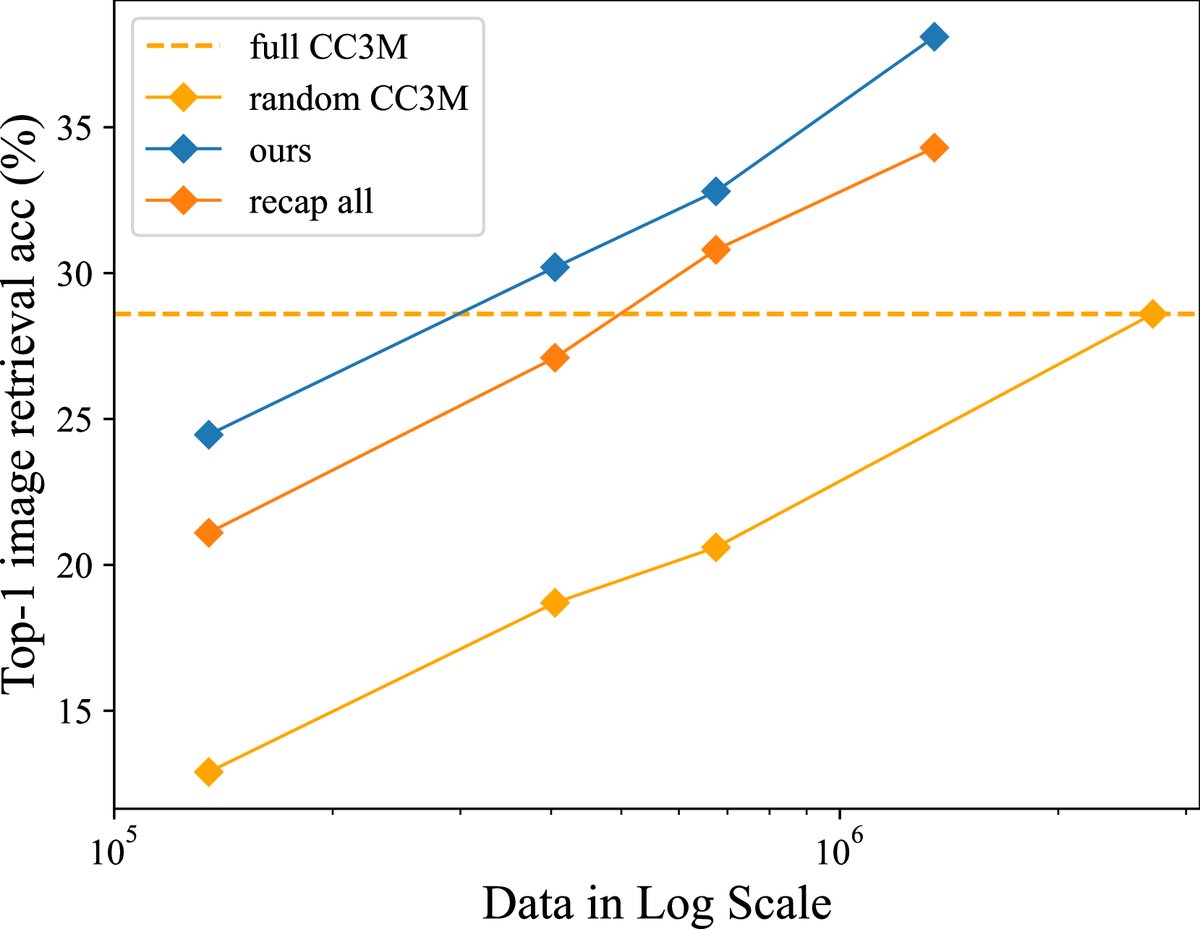 full CC3M
random CC3M
ours
recap all
Top-1 image retrieval acc (%)
35
30
25
20
15
10^5
10^6
Data in Log Scale